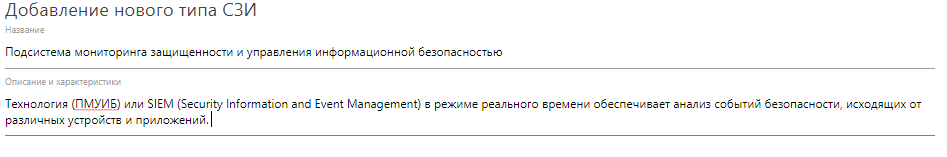 Добавление нового типа СЗИ
Название
Подсистема мониторинга защищенности и управления информационной безопасностью
Описание и характеристики
Технология (ПМУИБ) или SIEM (Security Information and Event Management) в режиме реального времени обеспечивает анализ событий безопасности, исходящих от
различных устройств и приложений.